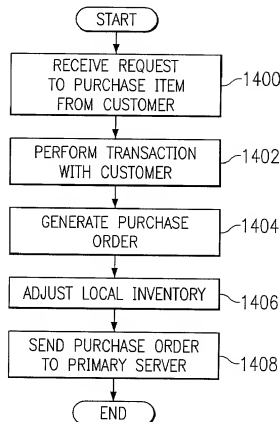 START
RECEIVE REQUEST
TO PURCHASE ITEM
FROM CUSTOMER
1400
PERFORM TRANSACTION
WITH CUSTOMER
1402
GENERATE PURCHASE
ORDER
1404
ADJUST LOCAL INVENTORY
1406
SEND PURCHASE ORDER
TO PRIMARY SERVER
1408
END